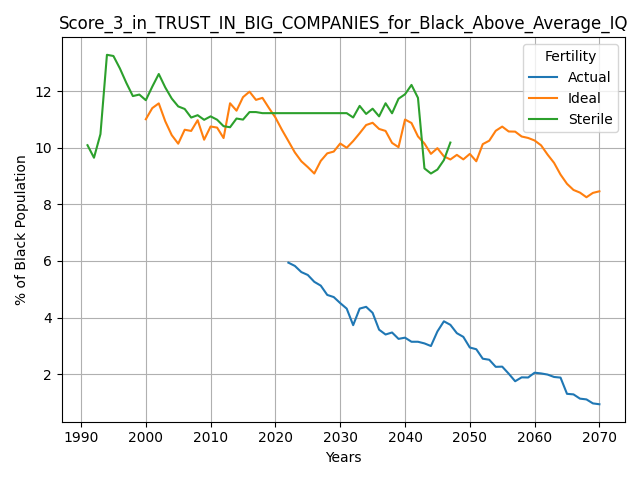 Score_3_in_TRUST_IN_BIG_COMPANIES_for_Black_Above_Average_IQ
Fertility
Actual
Ideal
Sterile
% of Black Population
12
10
8
6
4
2
1990 2000 2010 2020 2030 2040 2050 2060 2070
Years